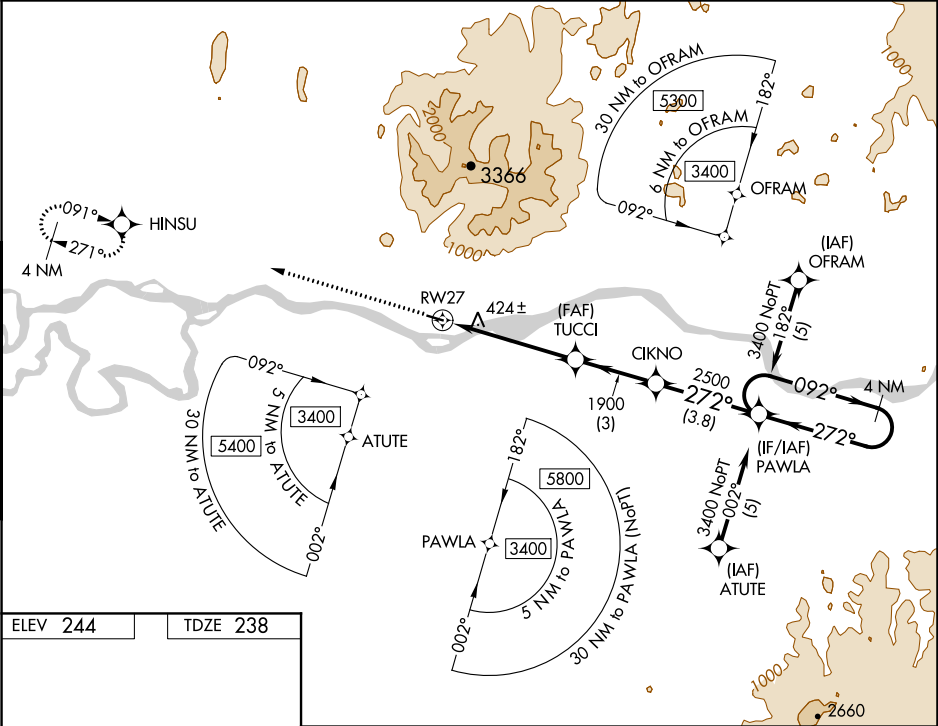 30 NM to OFRAM
5300
182°
6 NM to OFRAM
3400
OFRAM
092°
1000
2000
3366
1000
091°
HINSU
271°
4 NM
(IAF)
OFRAM
3400 NoPT
182°
(5)
RW27
424 ±
(FAF)
TUCCI
CIKNO
2500
272°
(3.8)
1900
(3)
092°
4 NM
272°
(IF/IAF)
PAWLA
092°
3400
5400
5 NM to ATUTE
30 NM to ATUTE
ATUTE
002°
182°
5800
PAWLA
3400
5 NM to PAWLA
30 NM to PAWLA (NoPT)
002°
3400 NoPT
002°
(5)
(IAF)
ATUTE
ELEV 244
TDZE 238
1000
2660